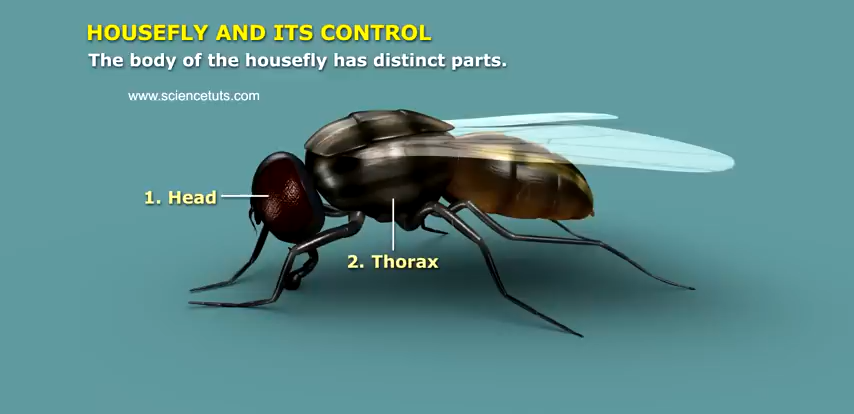 HOUSEFLY AND ITS CONTROL
The body of the housefly has distinct parts.
www.sciencetuts.com
1. Head
2. Thorax